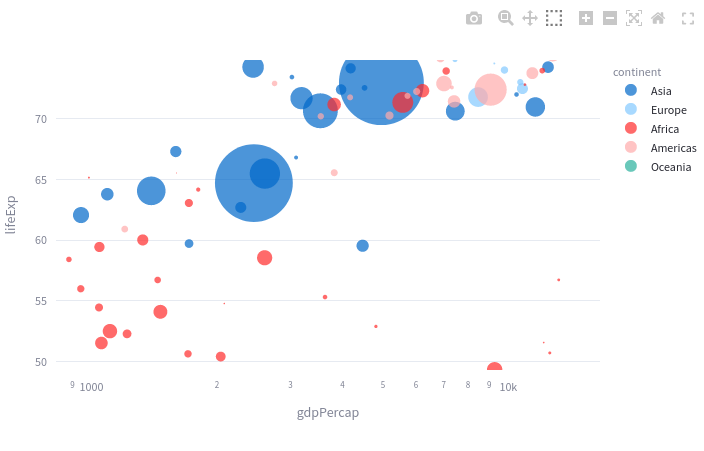 continent
Asia
Europe
Africa
Americas
Oceania
lifeExp
70
65
60
55
50
9 1000 2 3 4 5 6 7 8 9 10k
gdpPercap